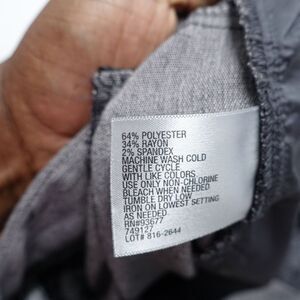 64% POLYESTER
34% RAYON
2% SPANDEX
MACHINE WASH COLD
GENTLE CYCLE
WITH LIKE COLORS
USE ONLY NON-CHLORINE
BLEACH WHEN NEEDED
TUMBLE DRY LOW
IRON ON LOWEST SETTING
AS NEEDED
RN#93677
749127
LOT# 816-2644